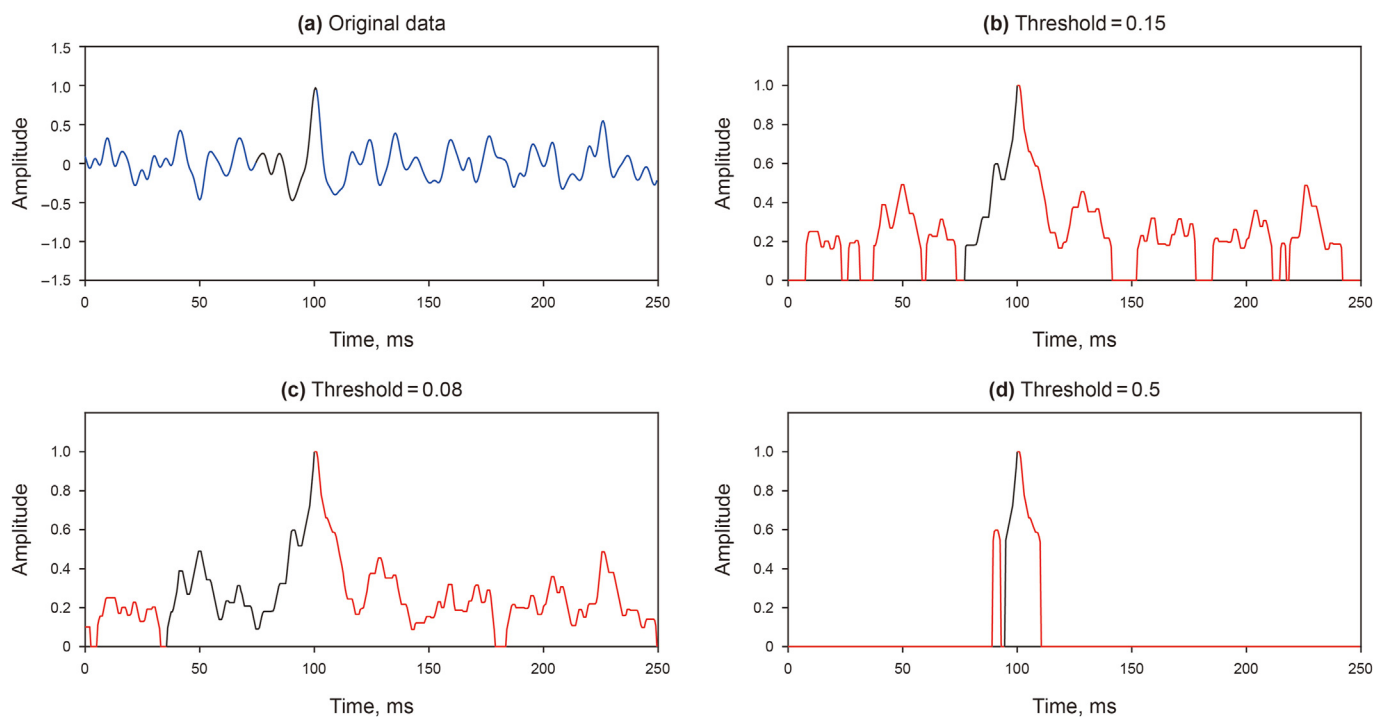 (a) Original data
1.5
1.0
0.5
0
−0.5
−1.0
−1.5
Amplitude
0 50 100 150 200 250
Time, ms
(b) Threshold = 0.15
1.0
0.8
0.6
0.4
0.2
0
Amplitude
0 50 100 150 200 250
Time, ms
(c) Threshold = 0.08
1.0
0.8
0.6
0.4
0.2
0
Amplitude
0 50 100 150 200 250
Time, ms
(d) Threshold = 0.5
1.0
0.8
0.6
0.4
0.2
0
Amplitude
0 50 100 150 200 250
Time, ms